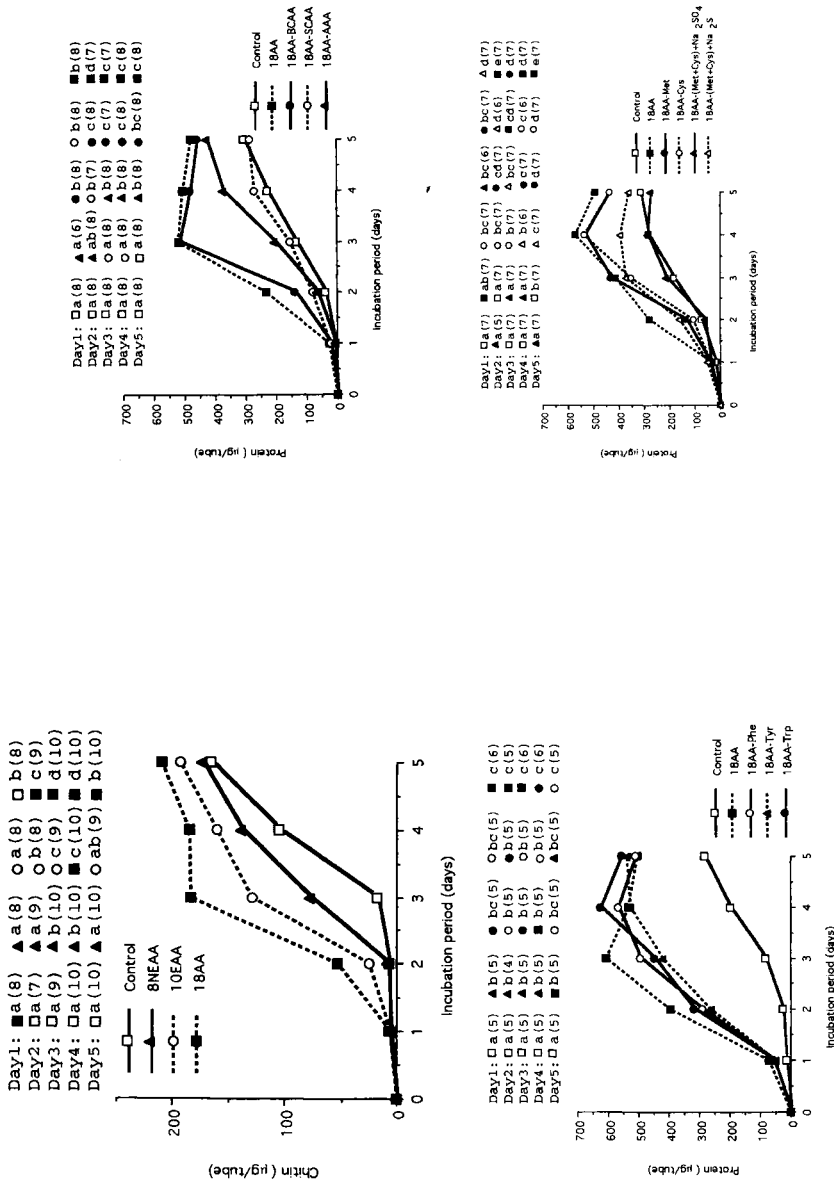 Day1: ■a(8) ▲a(8) ○a(8) □b(8)
Day2: □a(7) ▲a(9) ○b(8) ■c(9)
Day3: □a(9) ▲b(10) ○c(9) ■d(10)
Day4: □a(10) ▲b(10) ■c(10) ■d(10)
Day5: □a(10) ▲a(10) ○ab(9) ■b(10)
Control
8NEAA
10EAA
18AA
200
100
0
Chitin ( µg/tube)
0 1 2 3 4 5
Incubation period (days)
Day1: □a(8) ▲a(6) ●b(8) ○b(8) ■b(8)
Day2: □a(8) ▲ab(8) ○b(7) ●c(8) ■d(7)
Day3: □a(8) ○a(8) ▲b(8) ●c(7) ■c(7)
Day4: □a(8) ○a(8) ▲b(8) ●c(8) ■c(8)
Day5: □a(8) ▲b(8) ●bc(8) ■c(8)
Control
18AA
18AA-BCAA
18AA-SCAA
18AA-AAA
700
600
500
400
300
200
100
0
Protein ( µg/tube)
0 1 2 3 4 5
Incubation period (days)
Day1: □a(5) ▲b(5) ●bc(5) ○bc(5) ■c(6)
Day2: □a(5) ▲b(4) ○b(5) ●b(5) ■c(5)
Day3: □a(5) ▲b(5) ●b(5) ○b(5) ■c(6)
Day4: □a(5) ▲b(5) ■b(5) ○b(5) ●c(6)
Day5: □a(5) ■b(5) ○bc(5) ▲bc(5) ○c(5)
Control
18AA
18AA-Phe
18AA-Tyr
18AA-Trp
700
600
500
400
300
200
100
0
Protein ( µg/tube)
0 1 2 3 4 5
Incubation period (days)
Day1: □a(7) ■ab(7) ○bc(7) ▲bc(6) ●bc(7) △d(7)
Day2: ▲a(5) □a(7) ○bc(7) ●cd(7) △d(6) ■e(7)
Day3: □a(7) ▲a(7) ○b(7) △bc(7) ■cd(7) ●d(7)
Day4: □a(7) ▲a(7) ▲b(6) ●c(7) ○c(6) ■d(7)
Day5: ▲a(7) □b(7) △c(7) ●d(7) ○d(7) ■e(7)
Control
18AA
18AA-Met
18AA-Cys
18AA-(Met+Cys)+Na₂SO₄
18AA-(Met+Cys)+Na₂S
700
600
500
400
300
200
100
0
Protein ( µg/tube)
0 1 2 3 4 5
Incubation period (days)